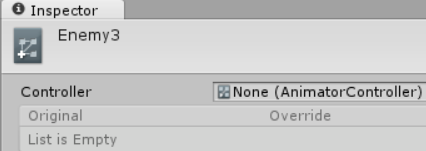 Inspector
Enemy3
Controller None (AnimatorController)
Original Override
List is Empty